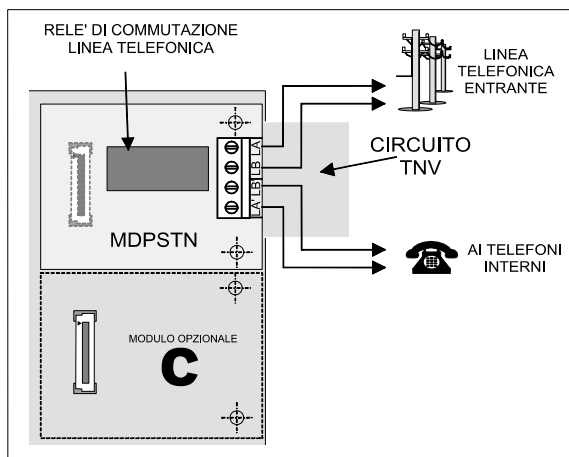 RELE' DI COMMUTAZIONE
LINEA TELEFONICA
LINEA
TELEFONICA
ENTRANTE
CIRCUITO
TNV
LA
LB
LB'
LA'
MDPSTN
AI TELEFONI
INTERNI
MODULO OPZIONALE
C